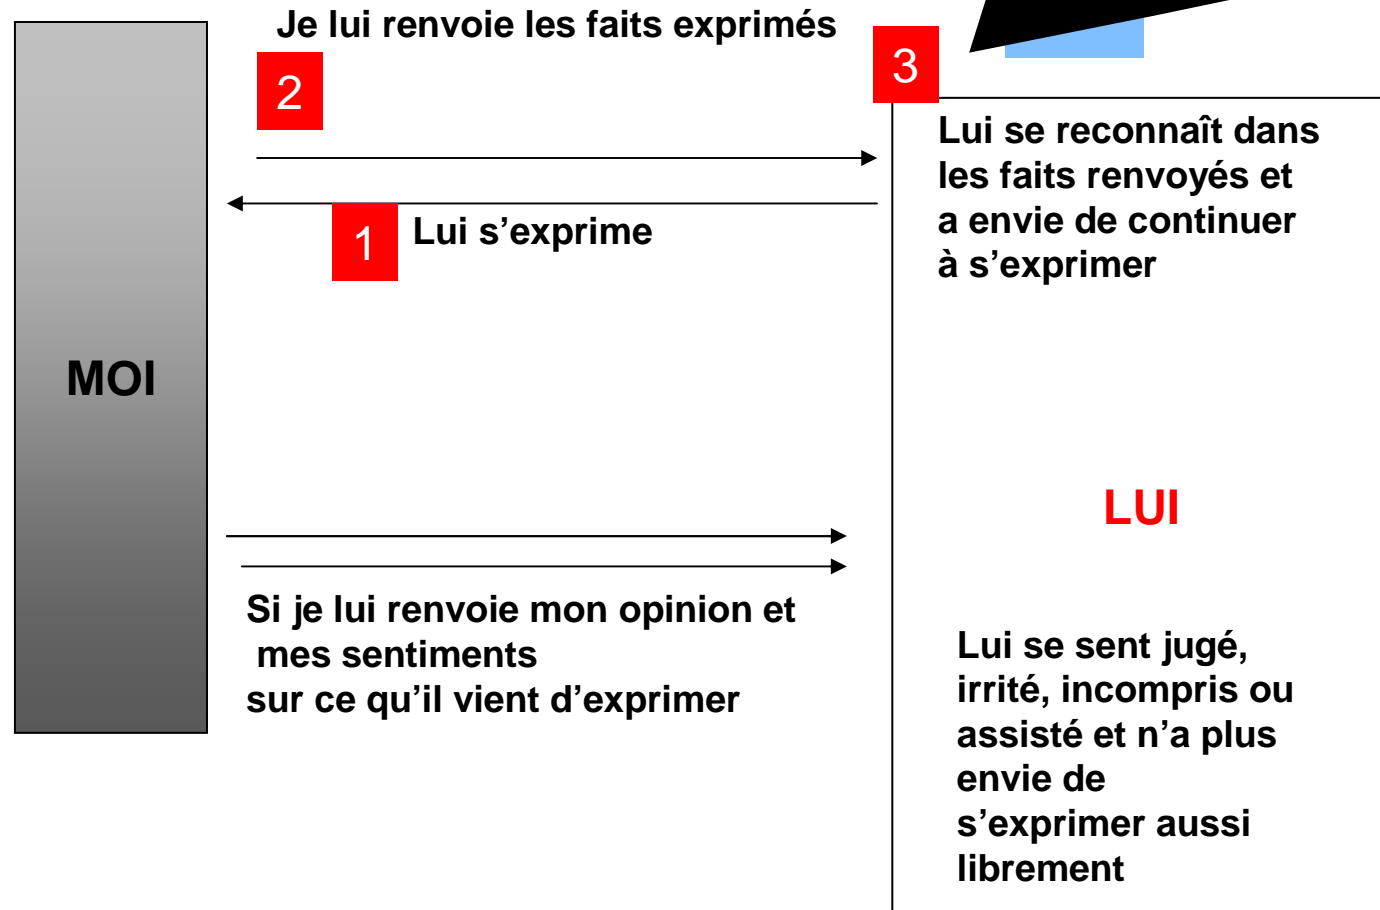 Je lui renvoie les faits exprimés
2
3
Lui se reconnaît dans
les faits renvoyés et
a envie de continuer
à s’exprimer
1
Lui s’exprime
MOI
LUI
Si je lui renvoie mon opinion et
mes sentiments
sur ce qu’il vient d’exprimer
Lui se sent jugé,
irrité, incompris ou
assisté et n’a plus
envie de
s’exprimer aussi
librement